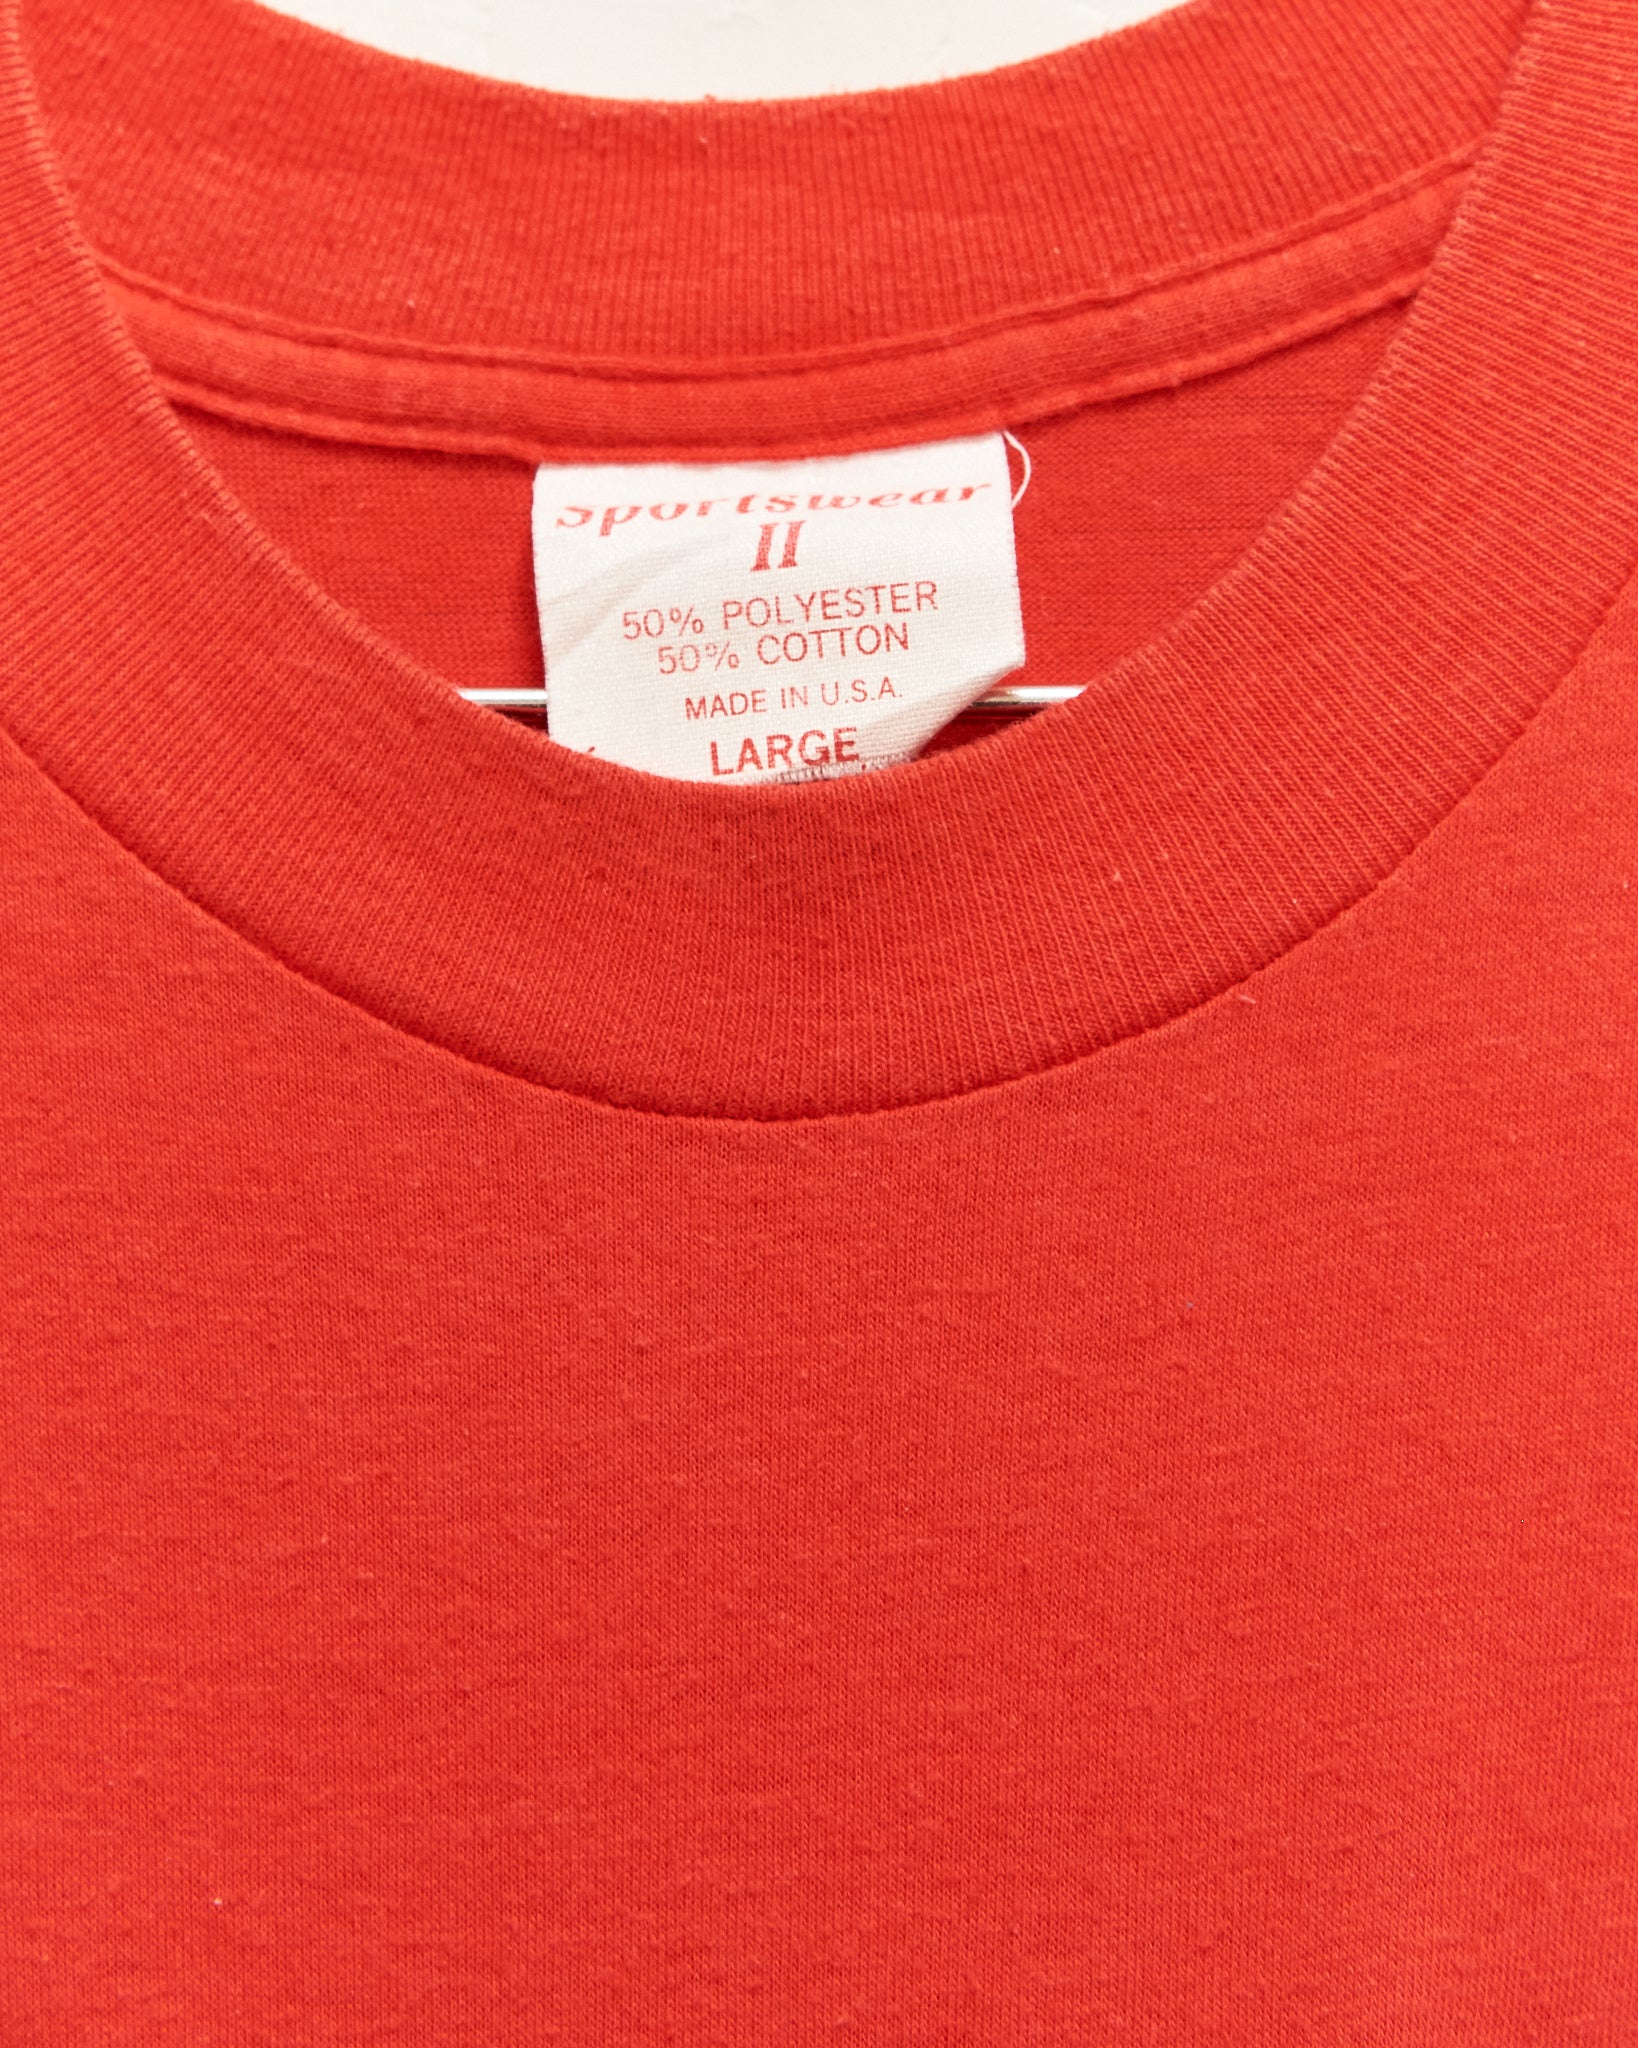 Sportswear
II
50% POLYESTER
50% COTTON
MADE IN U.S.A.
LARGE